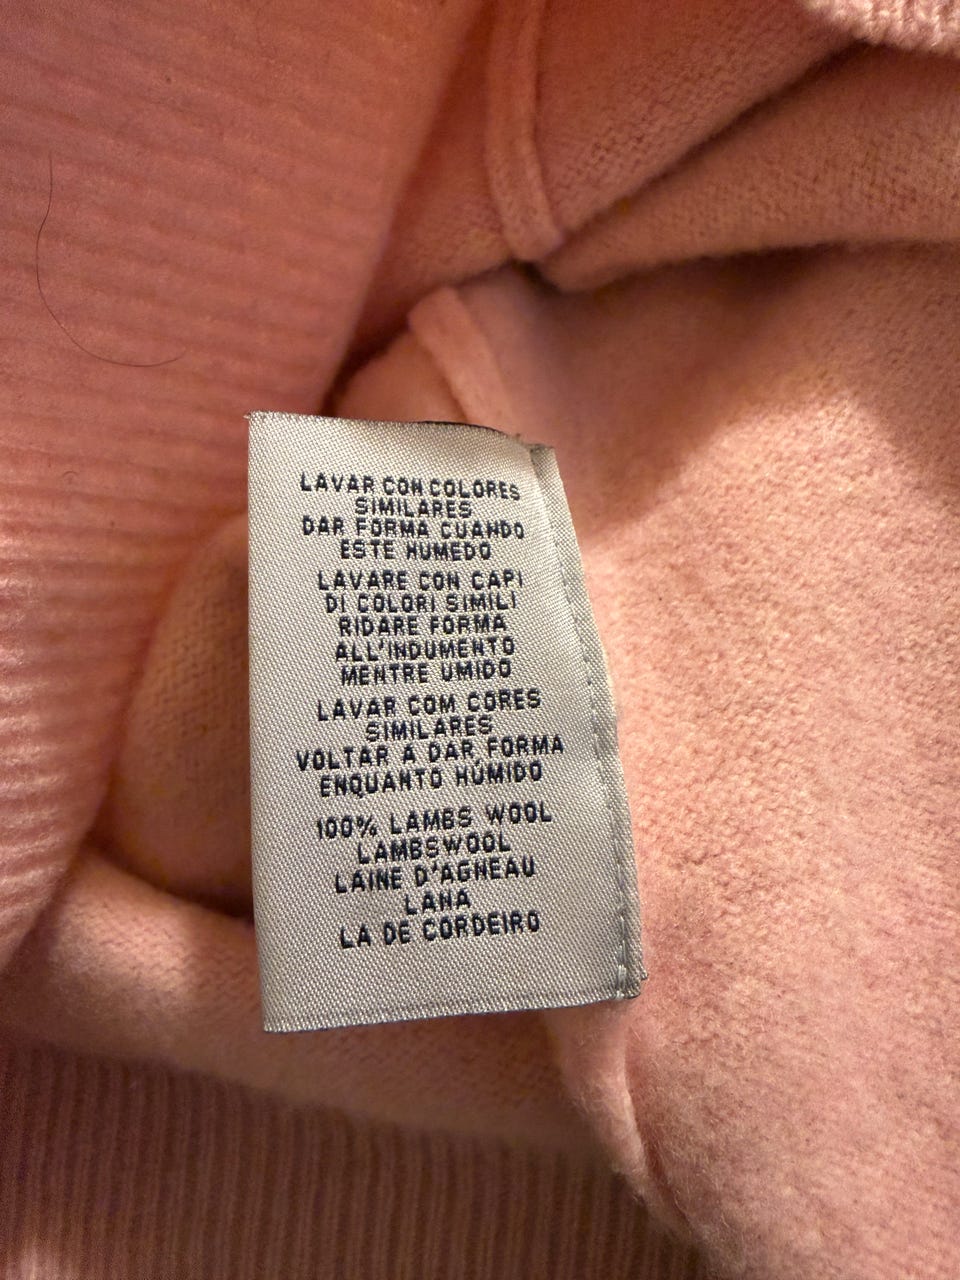 LAVAR CON COLORES
SIMILARES
DAR FORMA CUANDO
ESTE HUMEDO
LAVARE CON CAPI
DI COLORI SIMILI
RIDARE FORMA
ALL'INDUMENTO
MENTRE UMIDO
LAVAR COM CORES
SIMILARES
VOLTAR A DAR FORMA
ENQUANTO HÚMIDO
100% LAMBS WOOL
LAMBSWOOL
LAINE D'AGNEAU
LANA
LA DE CORDEIRO